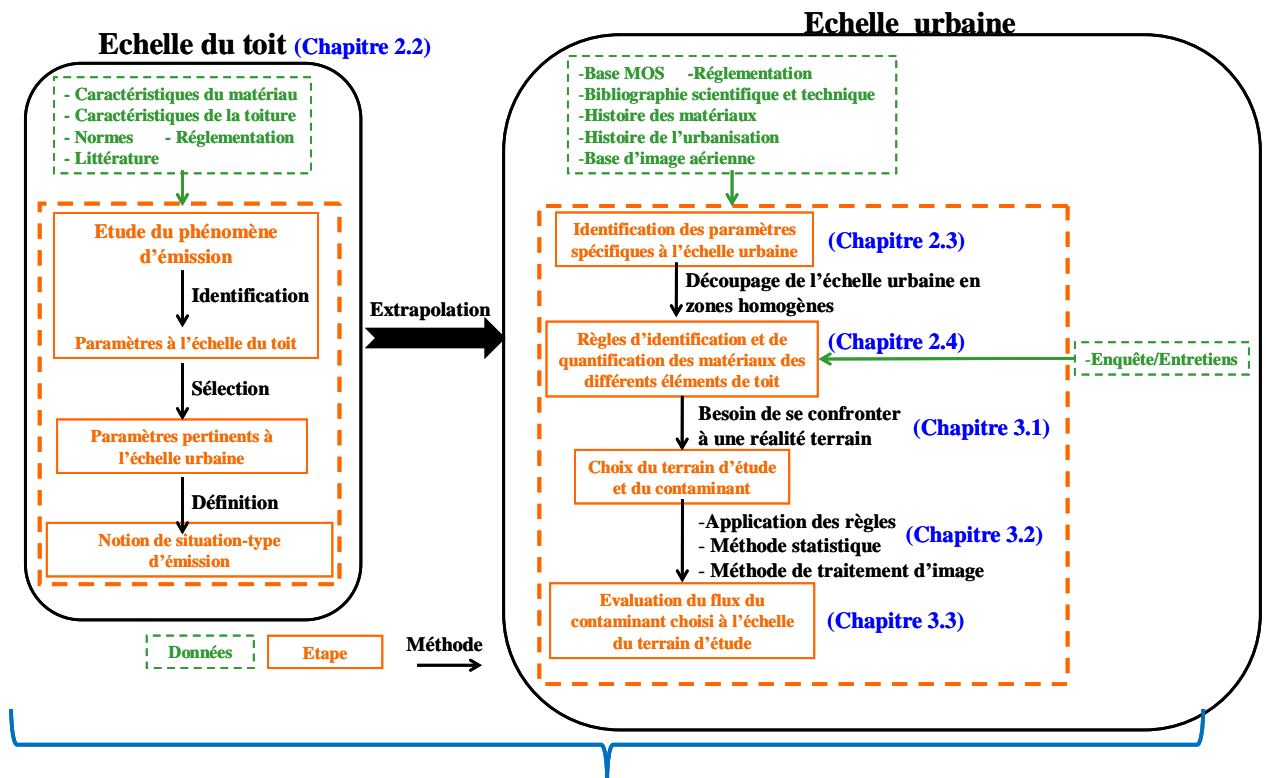 Echelle du toit (Chapitre 2.2)
- Caractéristiques du matériau
- Caractéristiques de la toiture
- Normes - Réglementation
- Littérature
Etude du phénomène
d'émission
Identification
Paramètres à l'échelle du toit
Sélection
Paramètres pertinents à
l'échelle urbaine
Définition
Notion de situation-type
d'émission
Extrapolation
Echelle urbaine
-Base MOS -Réglementation
-Bibliographie scientifique et technique
-Histoire des matériaux
-Histoire de l'urbanisation
-Base d'image aérienne
Identification des paramètres
spécifiques à l'échelle urbaine
(Chapitre 2.3)
Découpage de l'échelle urbaine en
zones homogènes
Règles d'identification et de
quantification des matériaux des
différents éléments de toit
(Chapitre 2.4)
-Enquête/Entretiens
Besoin de se confronter
à une réalité terrain
(Chapitre 3.1)
Choix du terrain d'étude
et du contaminant
-Application des règles
- Méthode statistique
- Méthode de traitement d'image
(Chapitre 3.2)
Evaluation du flux du
contaminant choisi à l'échelle
du terrain d'étude
(Chapitre 3.3)
Données
Etape
Méthode